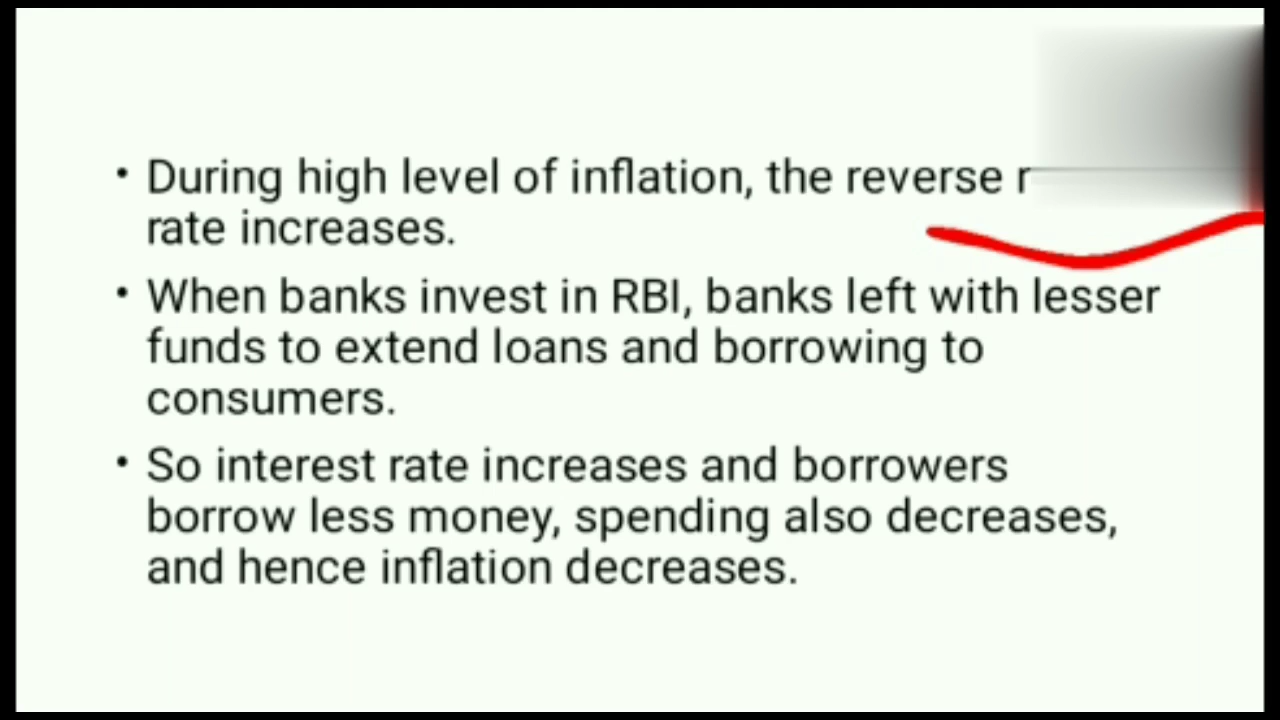 • During high level of inflation, the reverse
rate increases.
• When banks invest in RBI, banks left with lesser
funds to extend loans and borrowing to
consumers.
• So interest rate increases and borrowers
borrow less money, spending also decreases,
and hence inflation decreases.